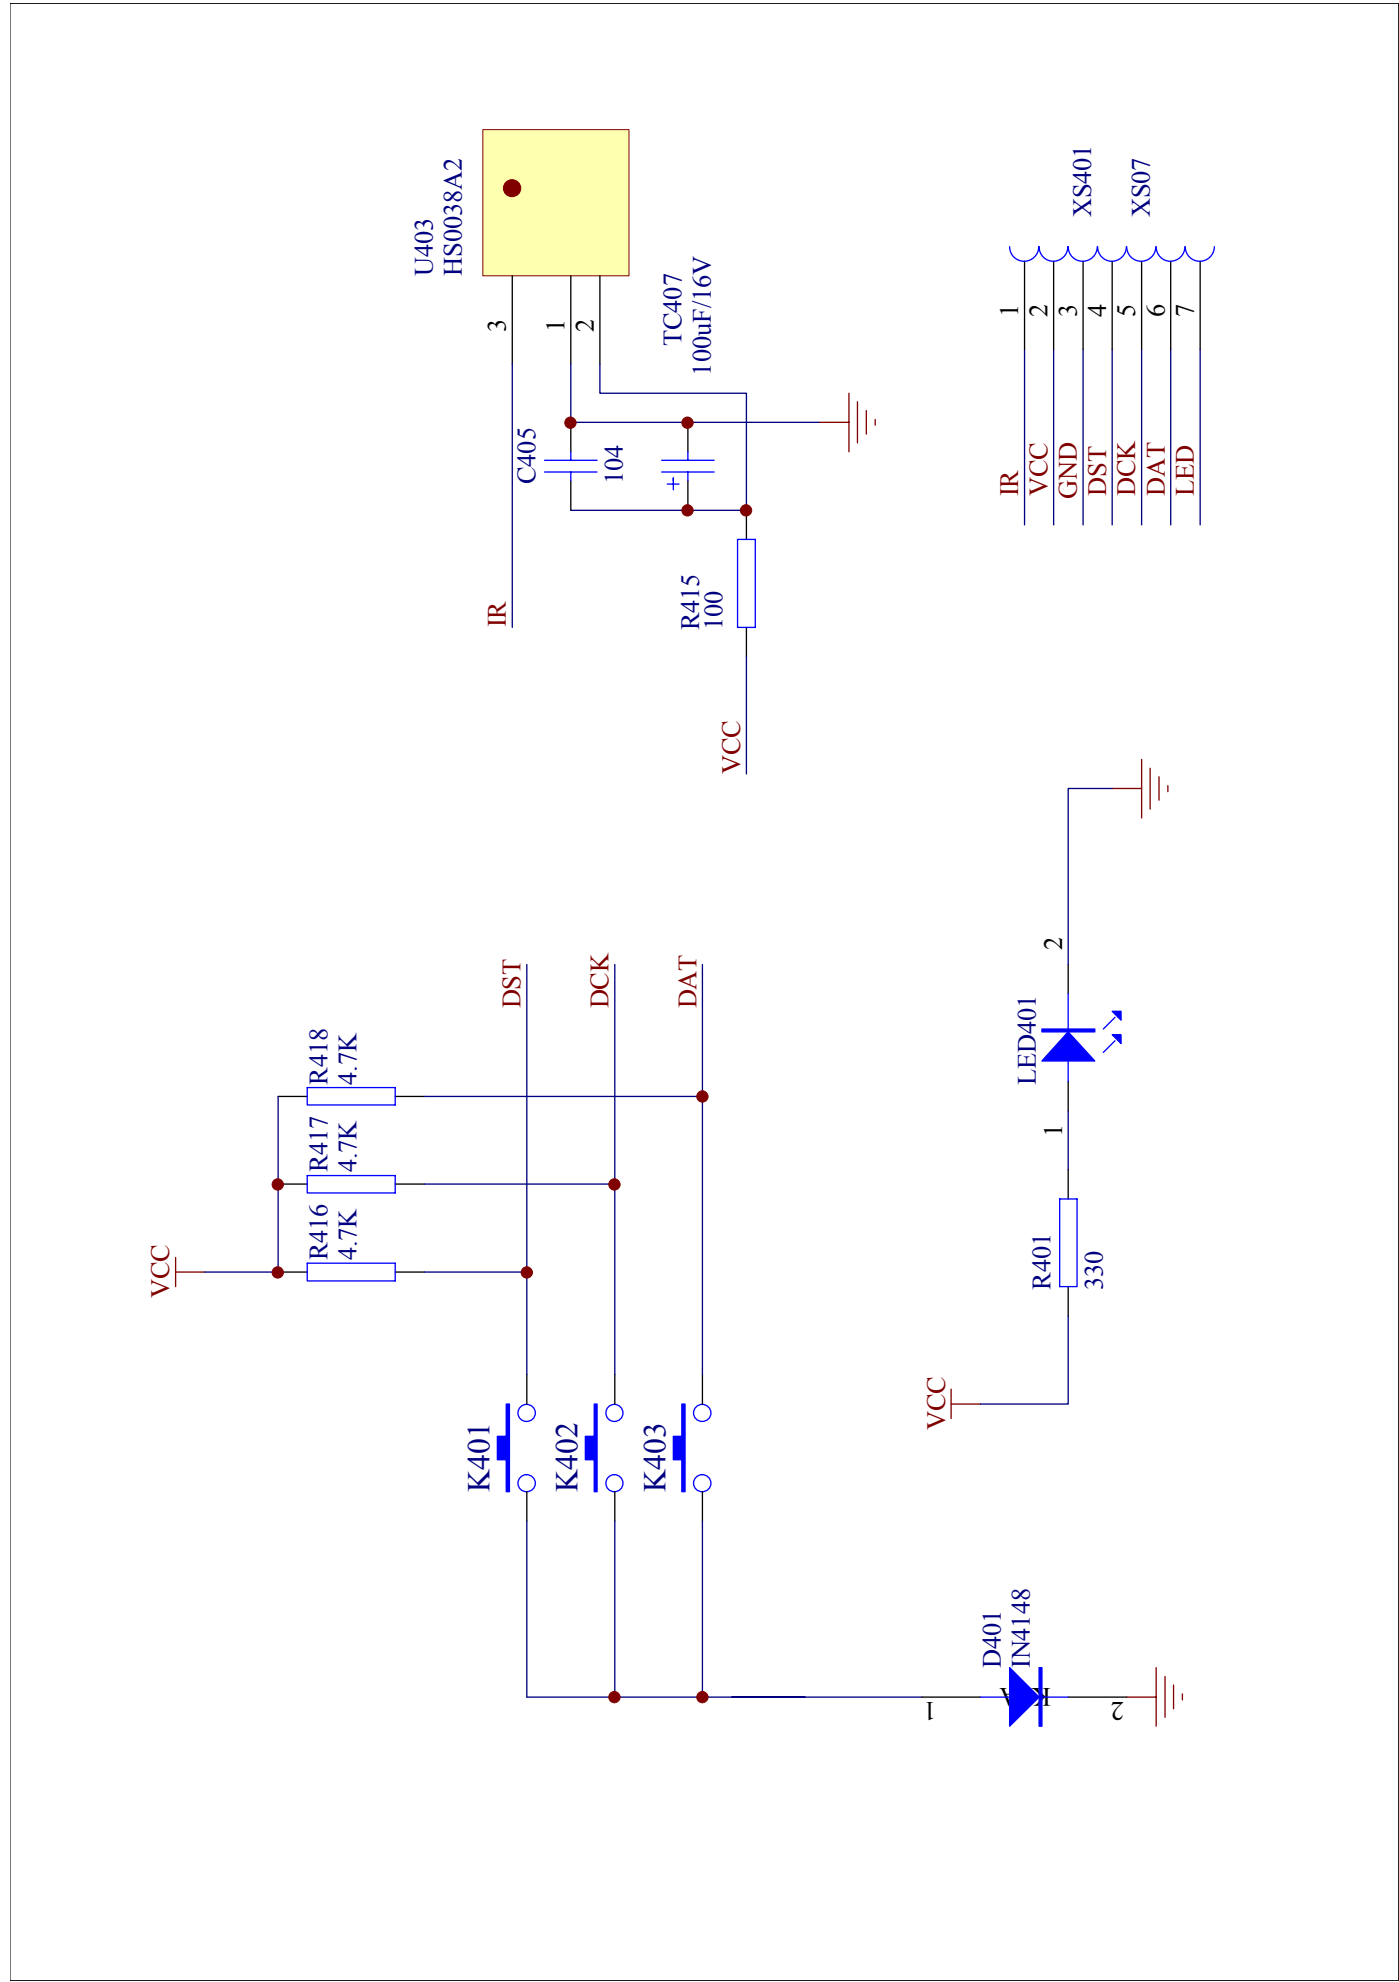 VCC
R416
4.7K
R417
4.7K
R418
4.7K
K401
K402
K403
DST
DCK
DAT
D401
IN4148
1
A
K
2
VCC
R401
330
1
LED401
2
U403
HS0038A2
3
1
2
IR
C405
104
TC407
100uF/16V
+
R415
100
VCC
XS401
XS07
IR 1
VCC 2
GND 3
DST 4
DCK 5
DAT 6
LED 7